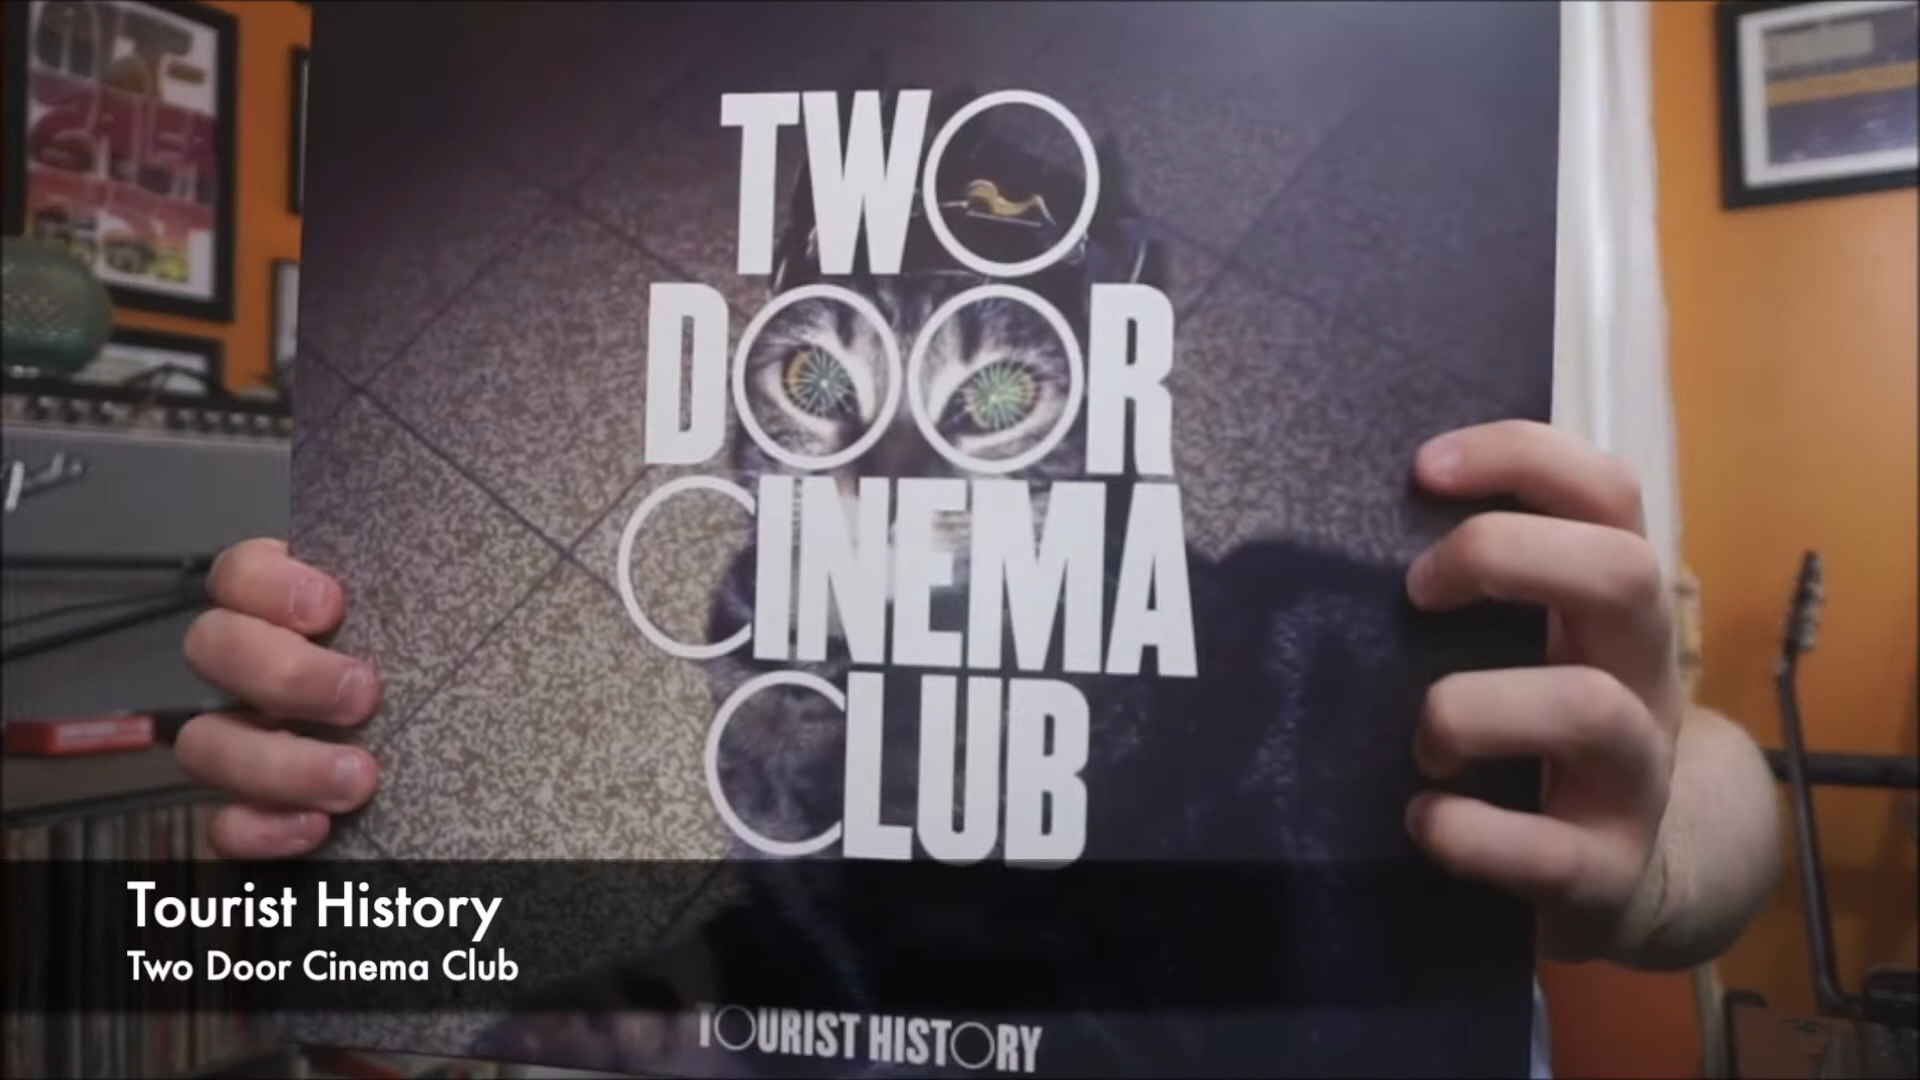 TWO
DOOR
CINEMA
CLUB
Tourist History
Two Door Cinema Club
TOURIST HISTORY